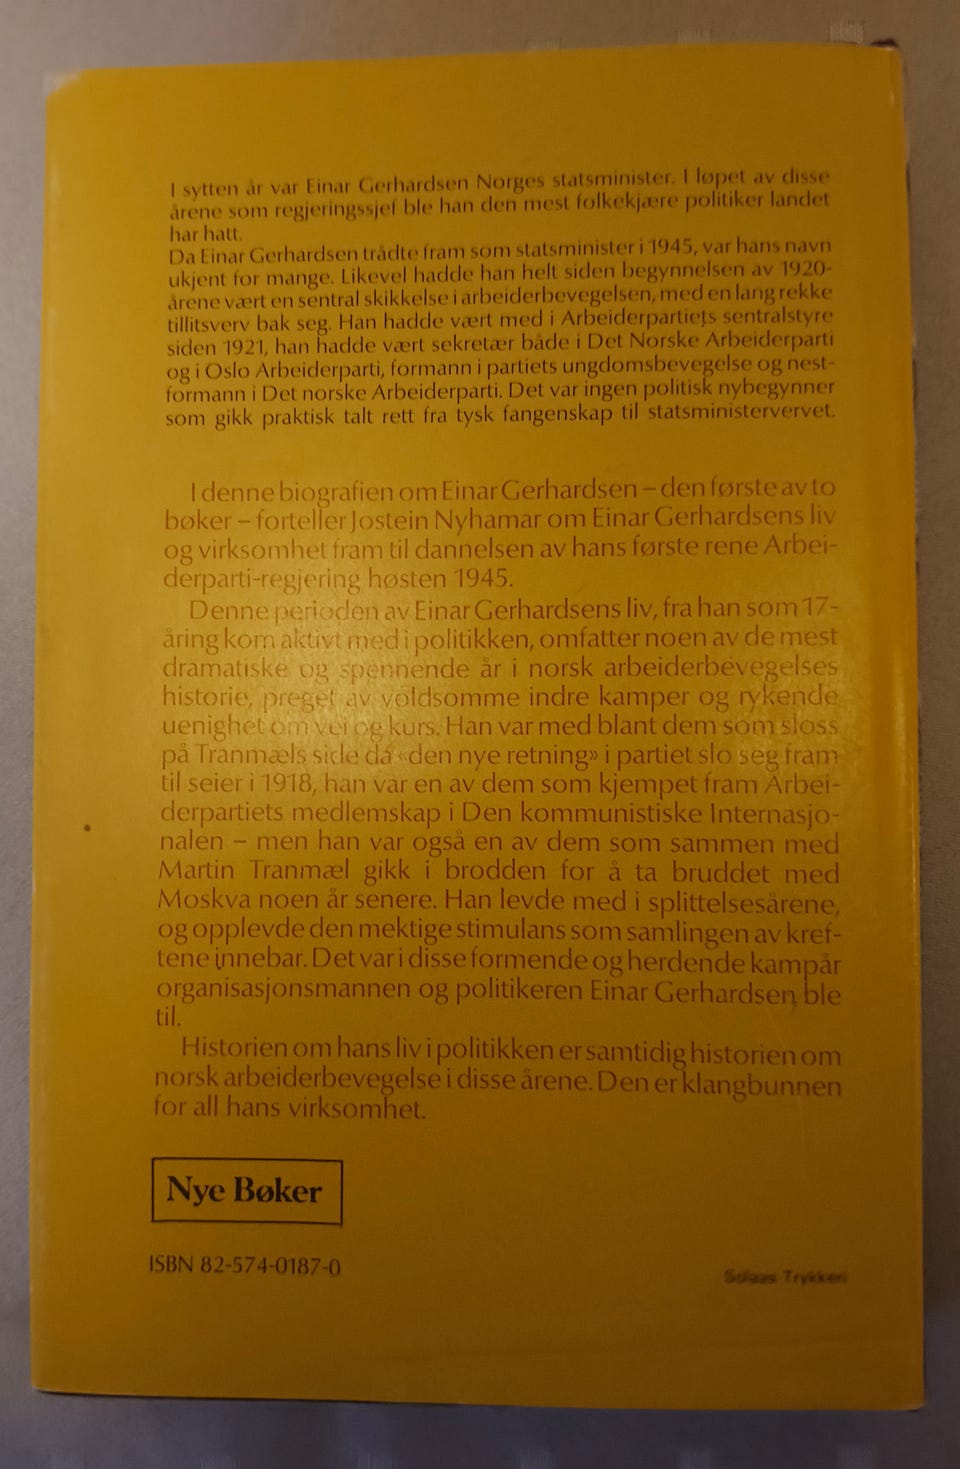 I sytten år var Einar Gerhardsen Norges statsminister. I løpet av disse
årene som regjeringssjef ble han den mest folkekjære politiker landet
har hatt.
Da Einar Gerhardsen trådte fram som statsminister i 1945, var hans navn
ukjent for mange. Likevel hadde han helt siden begynnelsen av 1920-
årene vært en sentral skikkelse i arbeiderbevegelsen, med en lang rekke
tillitsverv bak seg. Han hadde vært med i Arbeiderpartiets sentralstyre
siden 1921, han hadde vært sekretær både i Det Norske Arbeiderparti
og i Oslo Arbeiderparti, formann i partiets ungdomsbevegelse og nest-
formann i Det norske Arbeiderparti. Det var ingen politisk nybegynner
som gikk praktisk talt rett fra tysk fangenskap til statsministervervet.
I denne biografien om Einar Gerhardsen – den første av to
bøker – forteller Jostein Nyhamar om Einar Gerhardsens liv
og virksomhet fram til dannelsen av hans første rene Arbei-
derparti-regjering høsten 1945.
Denne perioden av Einar Gerhardsens liv, fra han som 17-
åring kom aktivt med i politikken, omfatter noen av de mest
dramatiske og spennende år i norsk arbeiderbevegelses
historie, preget av voldsomme indre kamper og rykende
uenighet om vei og kurs. Han var med blant dem som sloss
på Tranmæls side da «den nye retning» i partiet slo seg fram
til seier i 1918, han var en av dem som kjempet fram Arbei-
derpartiets medlemskap i Den kommunistiske Internasjo-
nalen – men han var også en av dem som sammen med
Martin Tranmæl gikk i brodden for å ta bruddet med
Moskva noen år senere. Han levde med i splittelsesårene,
og opplevde den mektige stimulans som samlingen av kref-
tene innebar. Det var i disse formende og herdende kampår
organisasjonsmannen og politikeren Einar Gerhardsen ble
til.
Historien om hans liv i politikken er samtidig historien om
norsk arbeiderbevegelse i disse årene. Den er klangbunnen
for all hans virksomhet.
Nye Bøker
ISBN 82-574-0187-0
Solaas Trykkeri